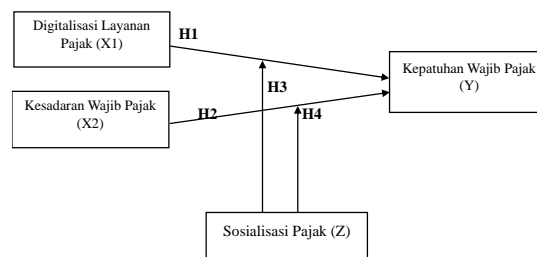 Digitalisasi Layanan
Pajak (X1)
H1
Kepatuhan Wajib Pajak
(Y)
H3
Kesadaran Wajib Pajak
(X2)
H2
H4
Sosialisasi Pajak (Z)